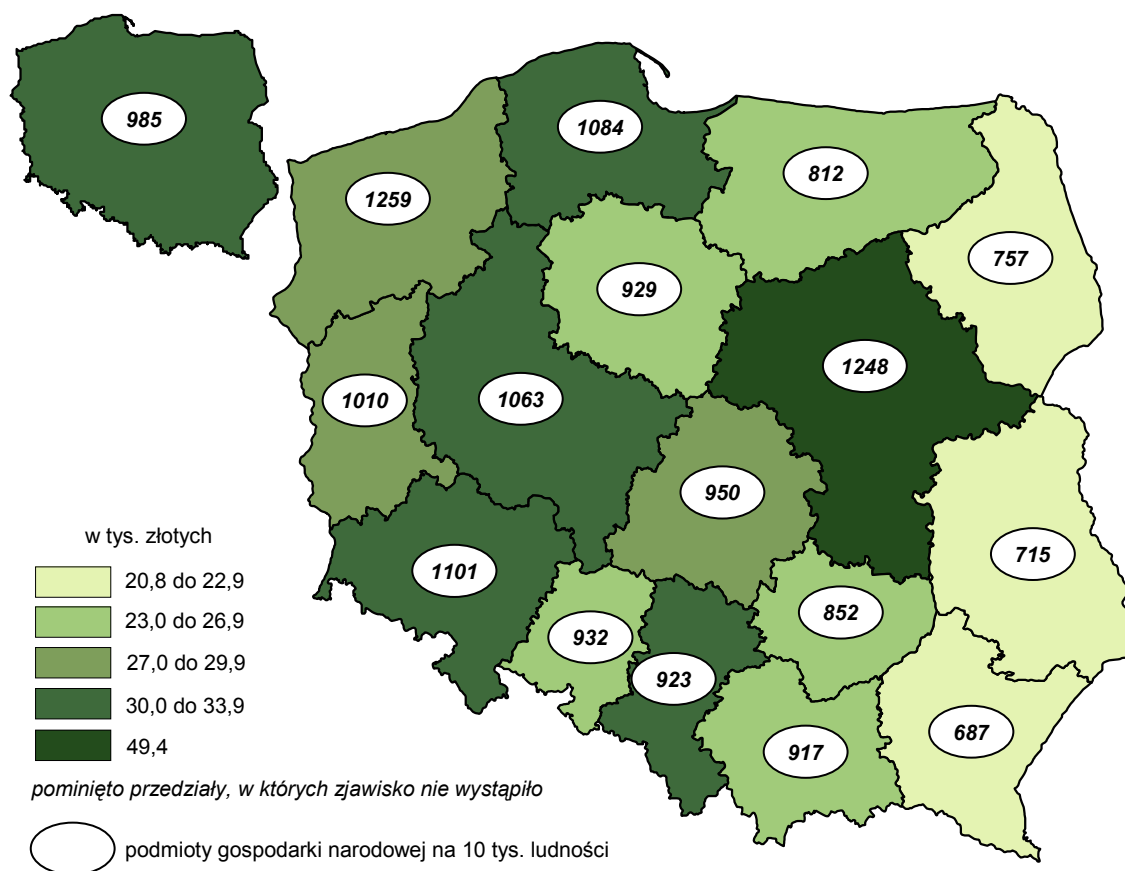 985
1084
812
1259
757
929
1248
1010
1063
950
715
1101
852
932
923
687
917
w tys. złotych
20,8 do 22,9
23,0 do 26,9
27,0 do 29,9
30,0 do 33,9
49,4
pominięto przedziały, w których zjawisko nie wystąpiło
podmioty gospodarki narodowej na 10 tys. ludności